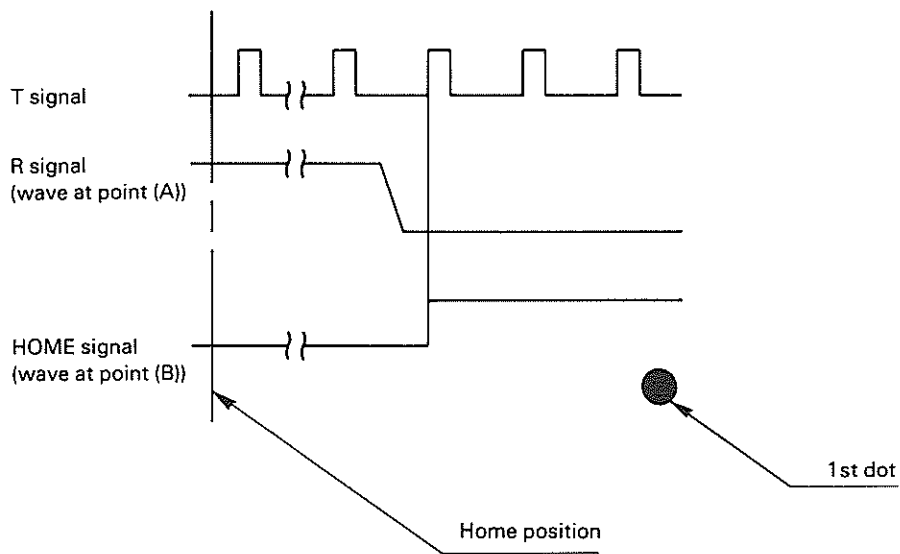 T signal
R signal
(wave at point (A))
HOME signal
(wave at point (B))
1st dot
Home position